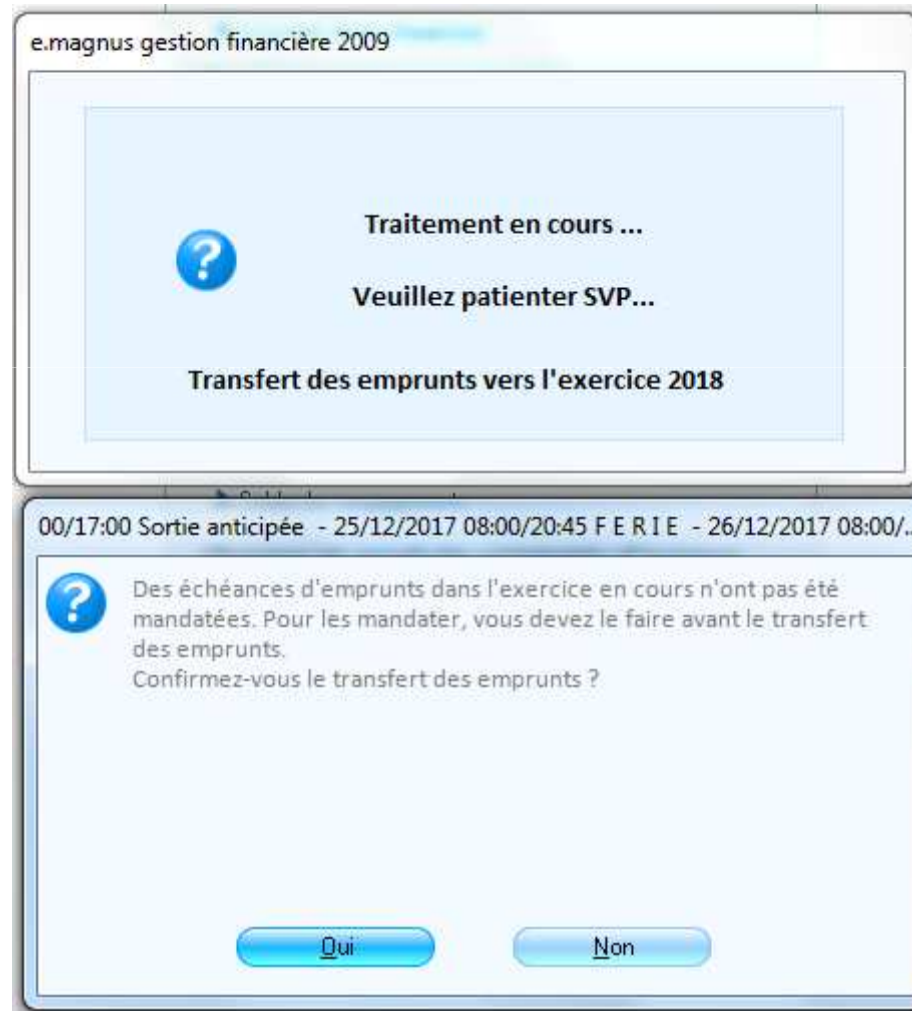 e.magnus gestion financière 2009
Traitement en cours ...
Veuillez patienter SVP...
Transfert des emprunts vers l'exercice 2018
00/17:00 Sortie anticipée - 25/12/2017 08:00/20:45 F E R I E - 26/12/2017 08:00/...
Des échéances d'emprunts dans l'exercice en cours n'ont pas été
mandatées. Pour les mandater, vous devez le faire avant le transfert
des emprunts.
Confirmez-vous le transfert des emprunts ?
Oui
Non